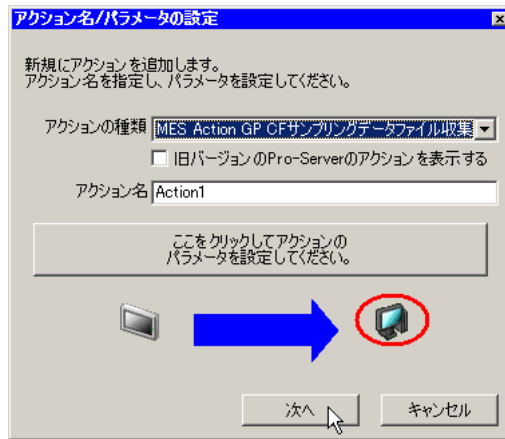 アクション名/パラメータの設定
新規にアクションを追加します。
アクション名を指定し、パラメータを設定してください。
アクションの種類 MES Action GP CFサンプリングデータファイル収集
旧バージョンのPro-Serverのアクションを表示する
アクション名 Action1
ここをクリックしてアクションの
パラメータを設定してください。
次へ キャンセル